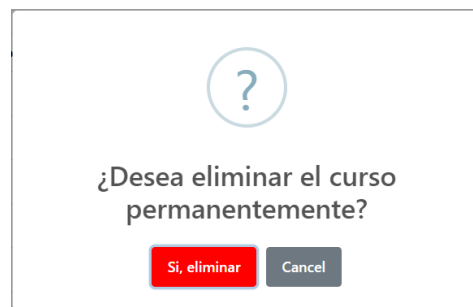 ?
¿Desea eliminar el curso
permanentemente?
Si, eliminar
Cancel